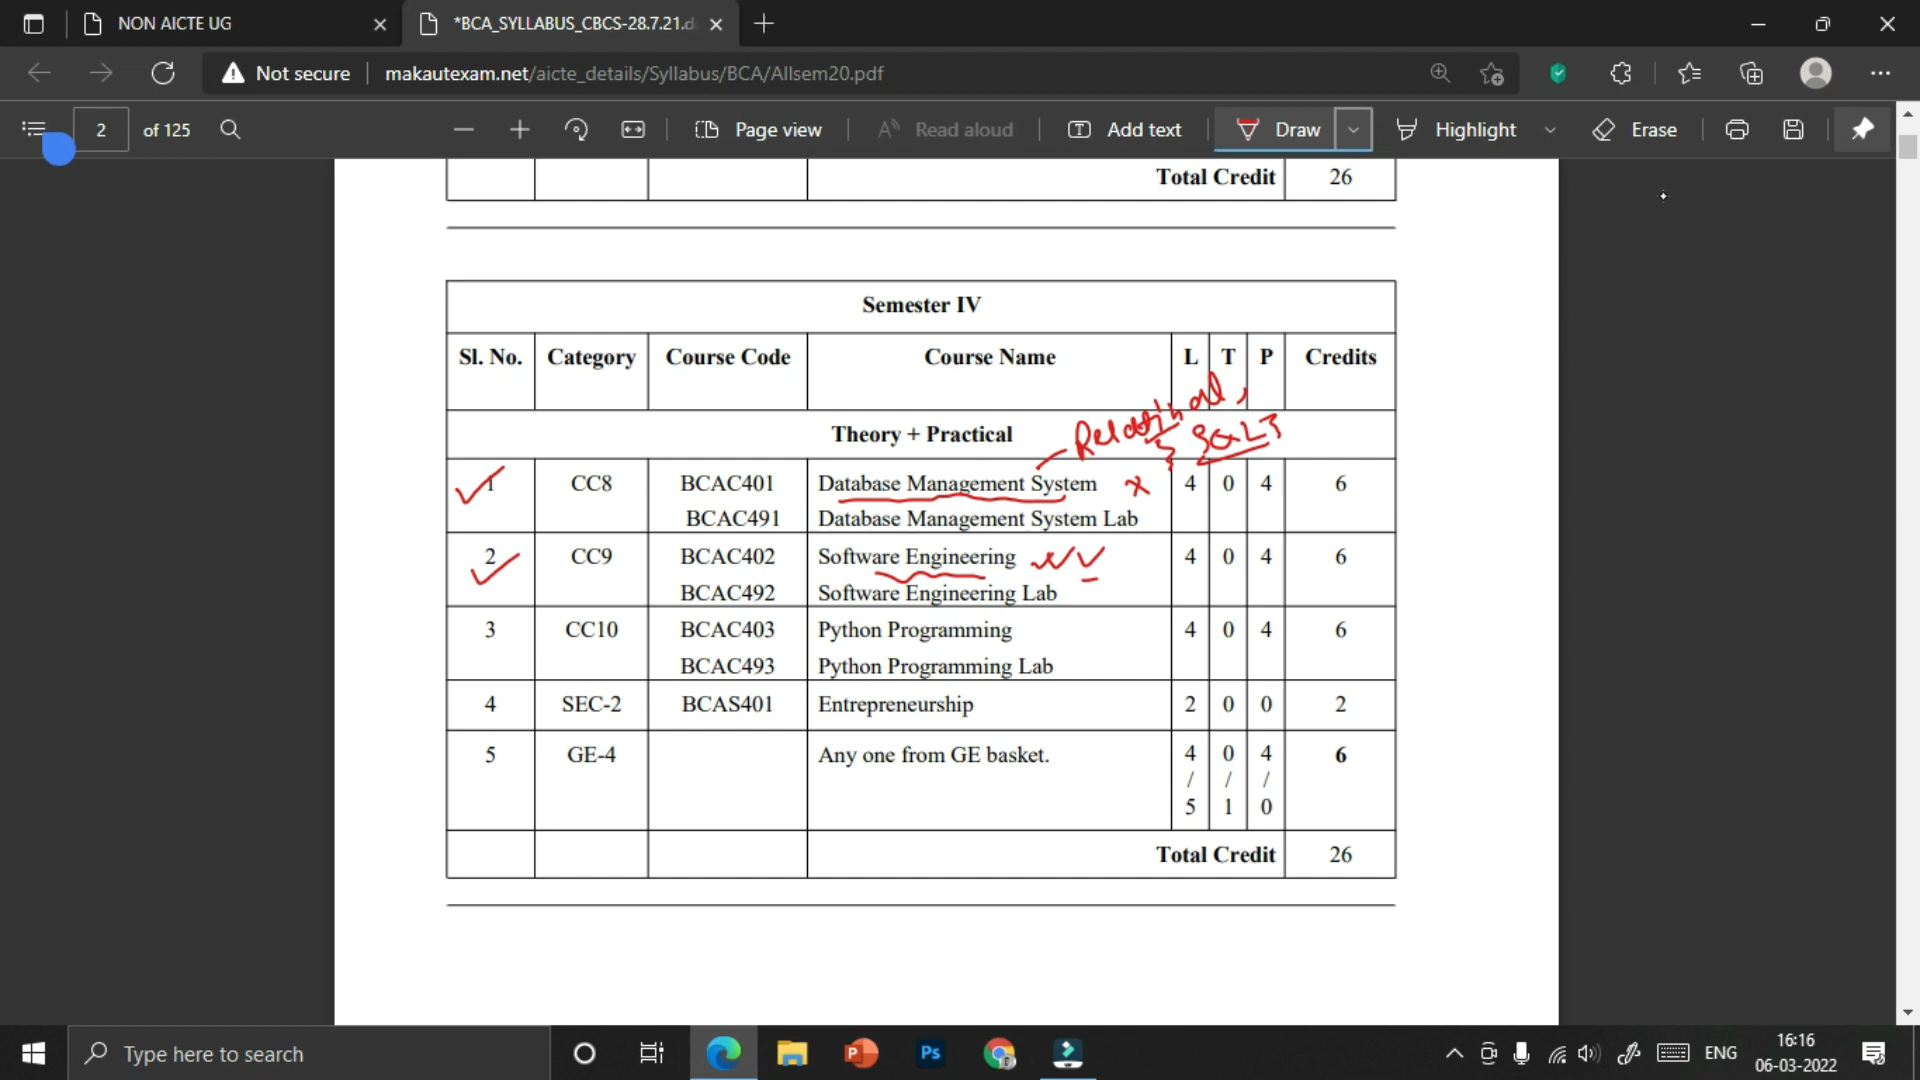 NON AICTE UG
*BCA_SYLLABUS_CBCS-28.7.21.d
Not secure makautexam.net/aicte_details/Syllabus/BCA/Allsem20.pdf
2 of 125 Page view Read aloud Add text Draw Highlight Erase
Total Credit 26
Semester IV
Sl. No. Category Course Code Course Name L T P Credits
Relational,
Theory + Practical {SQL}
1 CC8 BCAC401 Database Management System x 4 0 4 6
BCAC491 Database Management System Lab
2 CC9 BCAC402 Software Engineering 4 0 4 6
BCAC492 Software Engineering Lab
3 CC10 BCAC403 Python Programming 4 0 4 6
BCAC493 Python Programming Lab
4 SEC-2 BCAS401 Entrepreneurship 2 0 0 2
5 GE-4 Any one from GE basket. 4 0 4 6
/ / /
5 1 0
Total Credit 26
Type here to search
Ps
ENG
16:16
06-03-2022